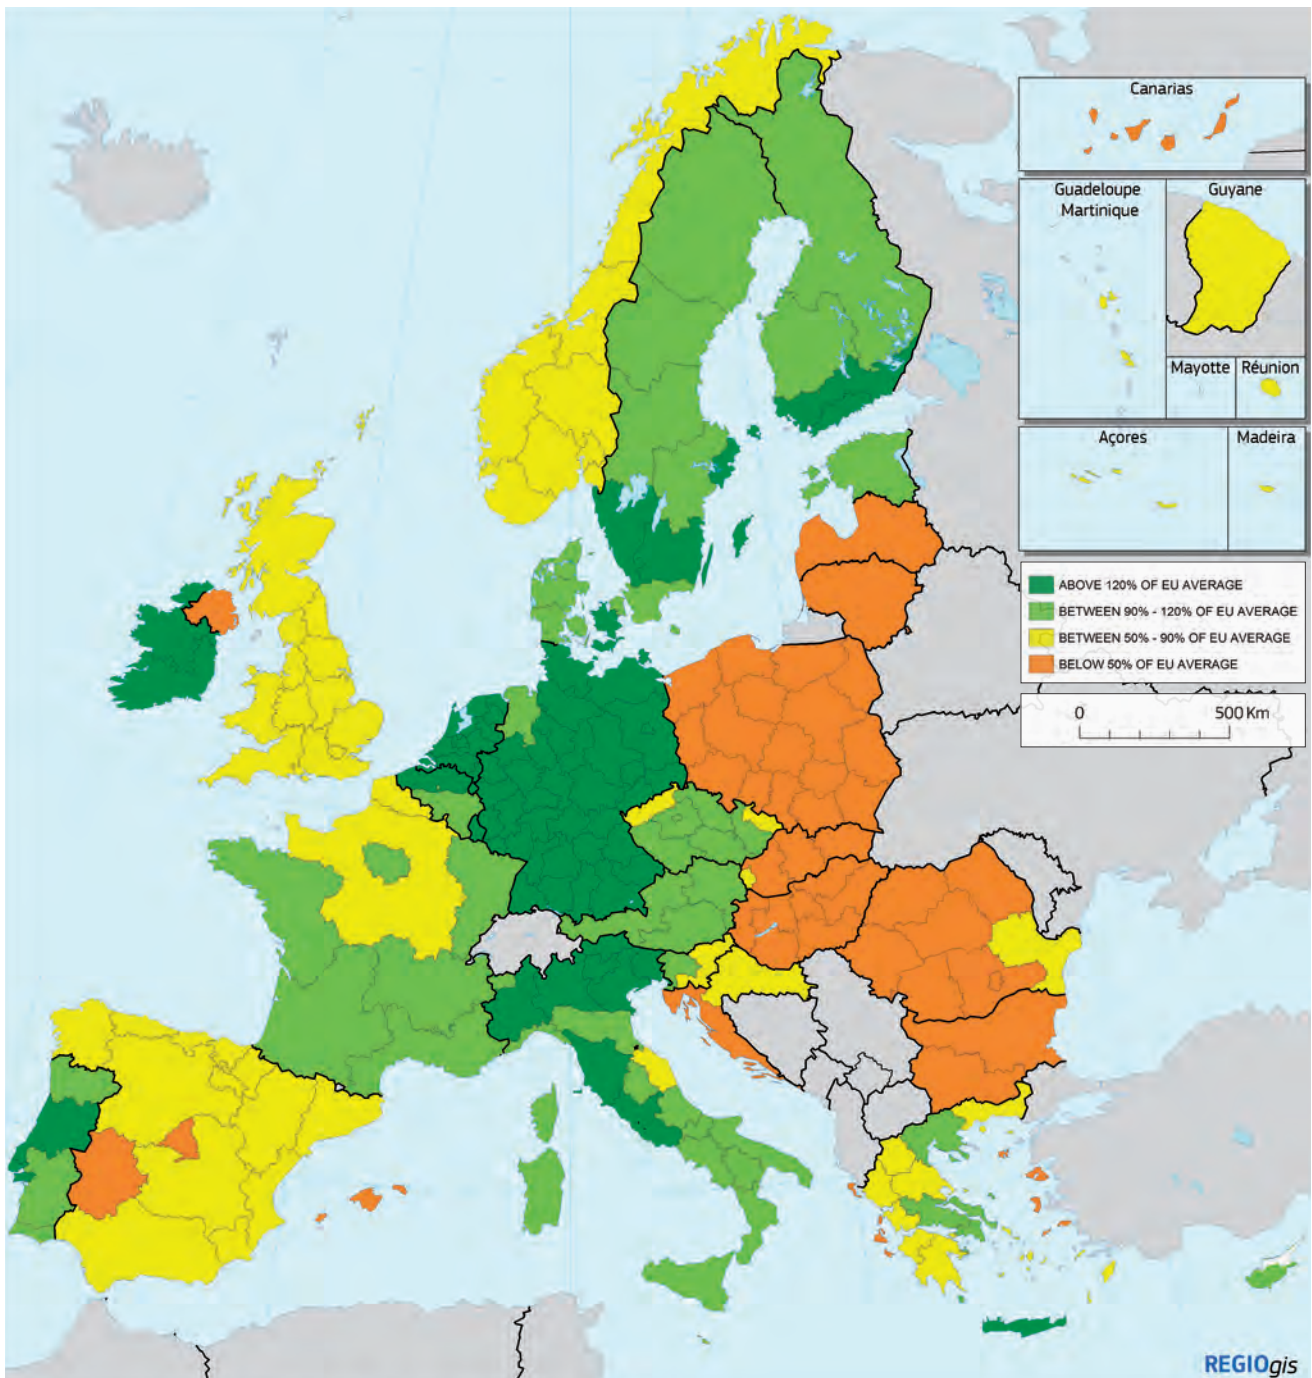 Canarias
Guadeloupe
Martinique
Guyane
Mayotte
Réunion
Açores
Madeira
ABOVE 120% OF EU AVERAGE
BETWEEN 90% - 120% OF EU AVERAGE
BETWEEN 50% - 90% OF EU AVERAGE
BELOW 50% OF EU AVERAGE
0 500 Km
REGIOgis